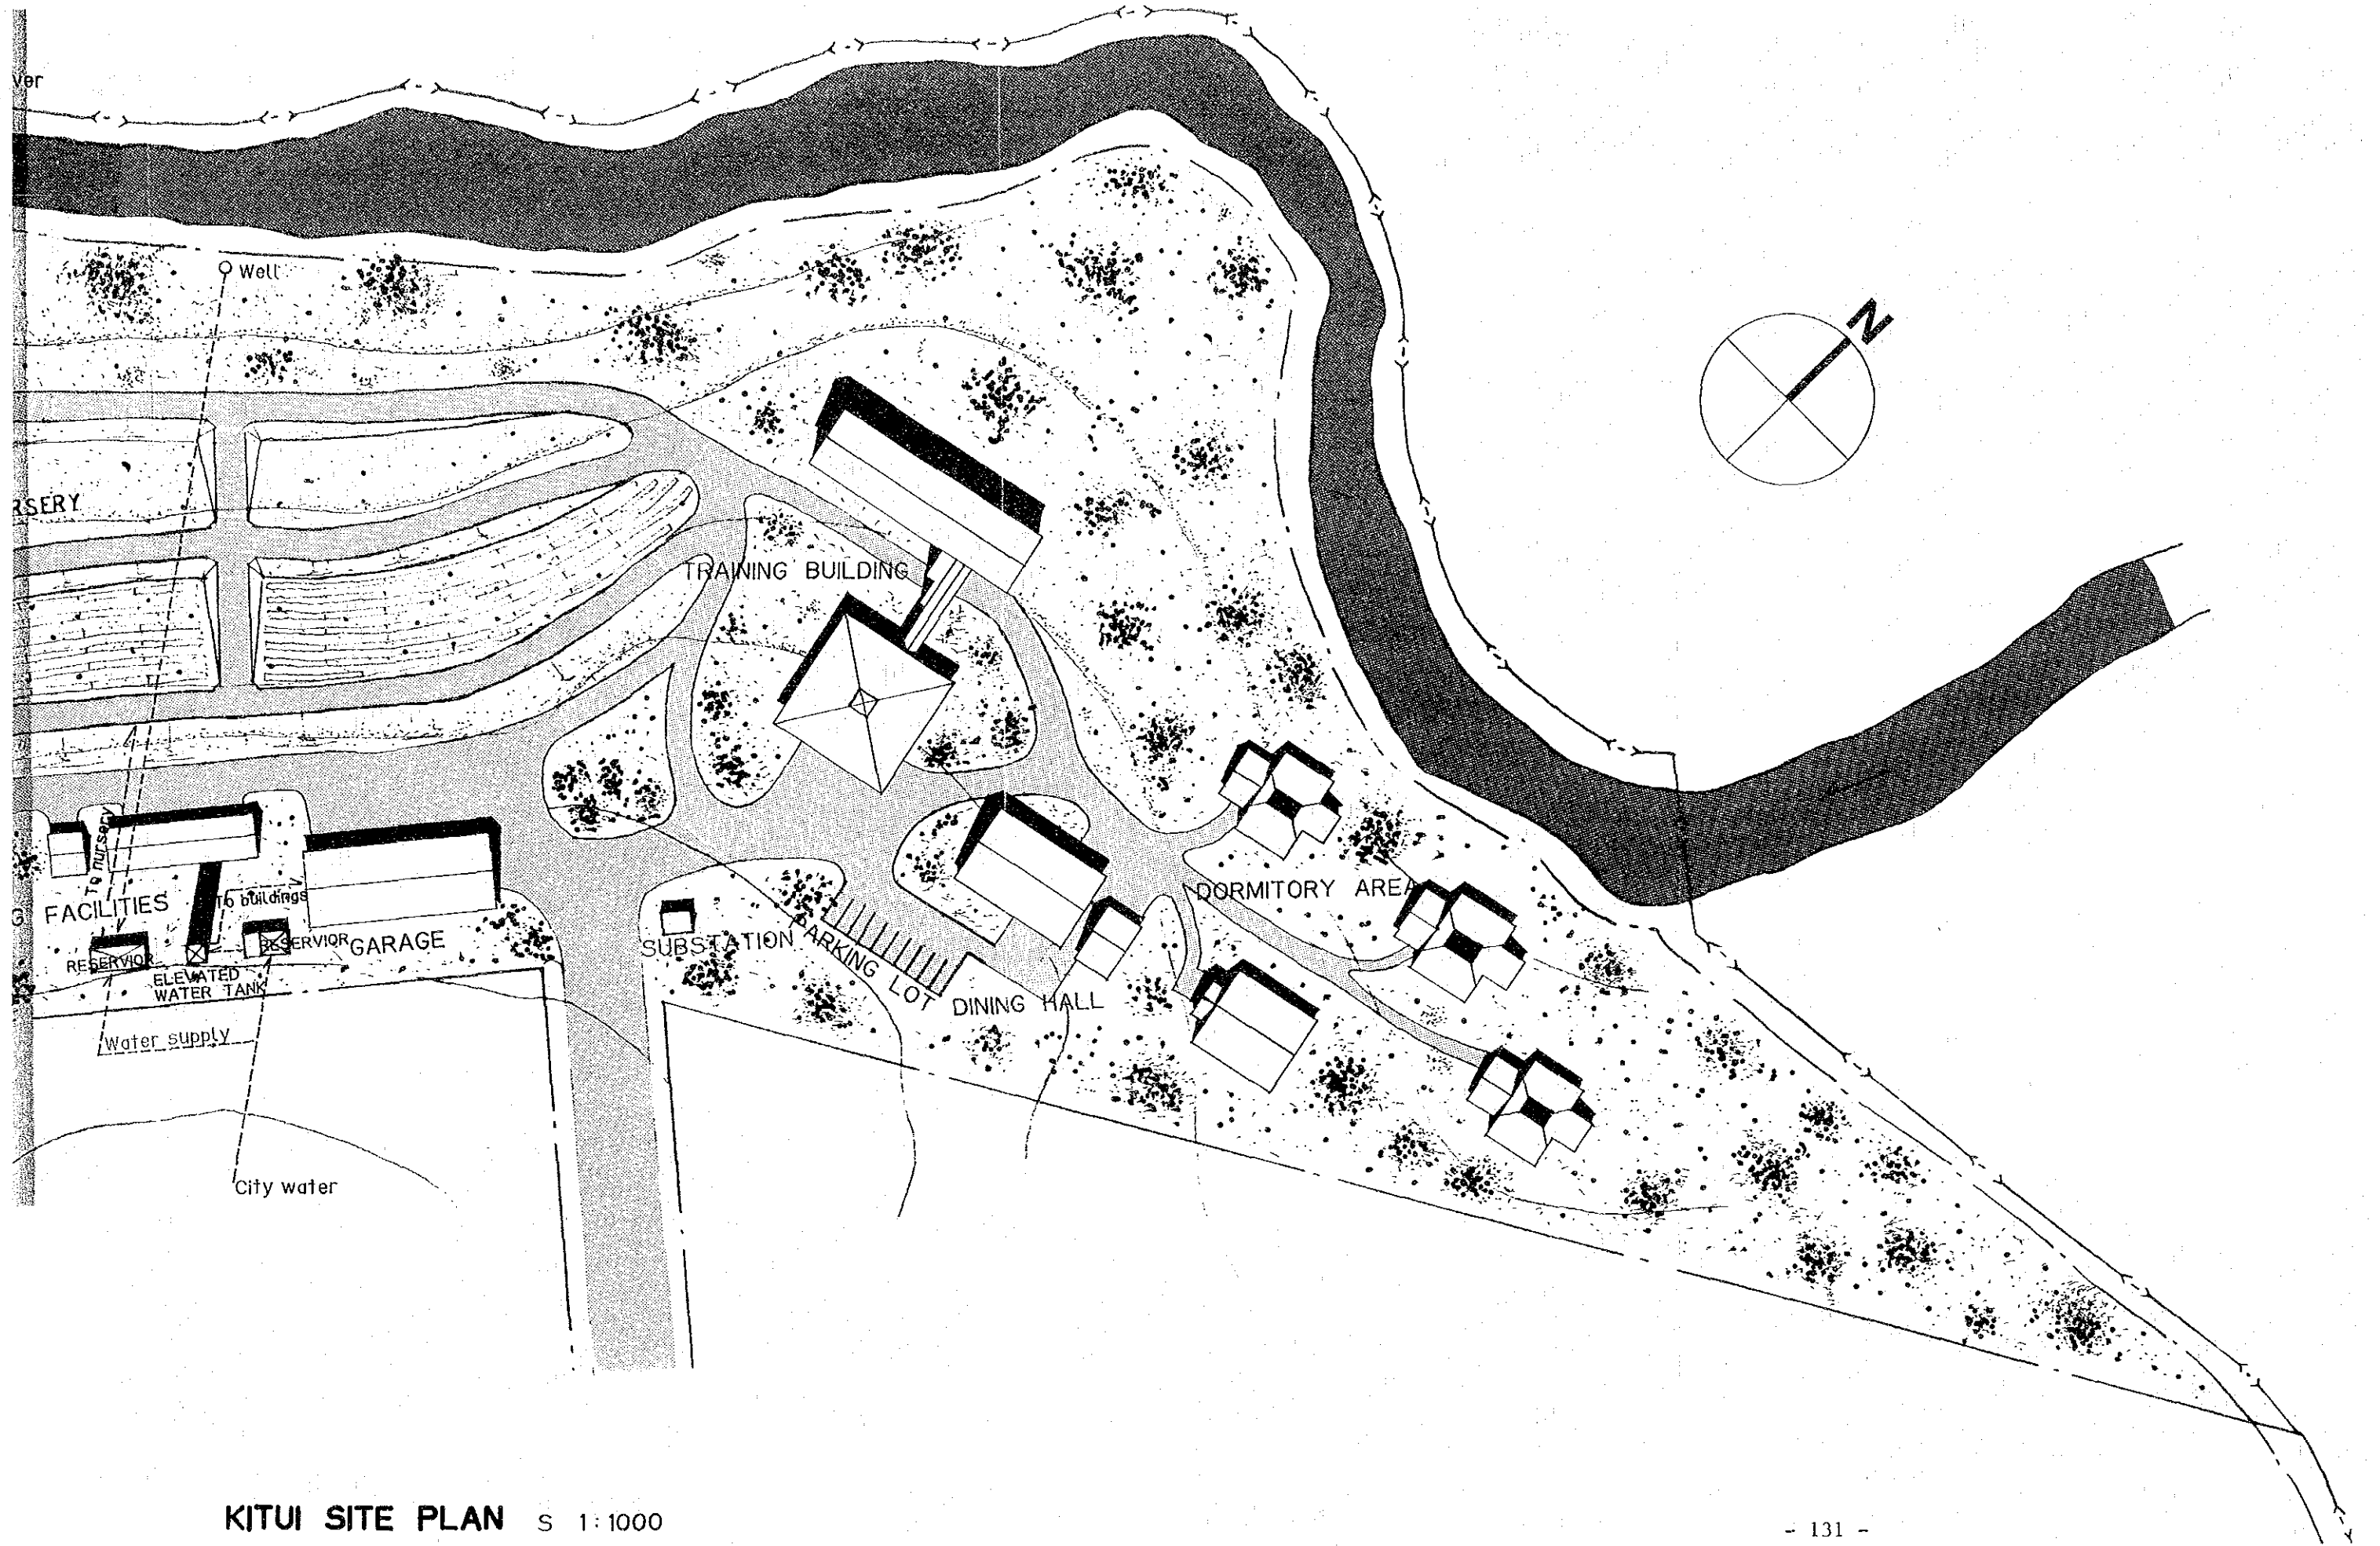 ver
Well
N
RSERY
TRAINING BUILDING
To nursery
G FACILITIES
To buildings
DORMITORY AREA
RESERVIOR
RESERVIOR
GARAGE
SUBSTATION
PARKING LOT
ELEVATED
WATER TANK
DINING HALL
Water supply
City water
KITUI SITE PLAN S 1:1000
- 131 -